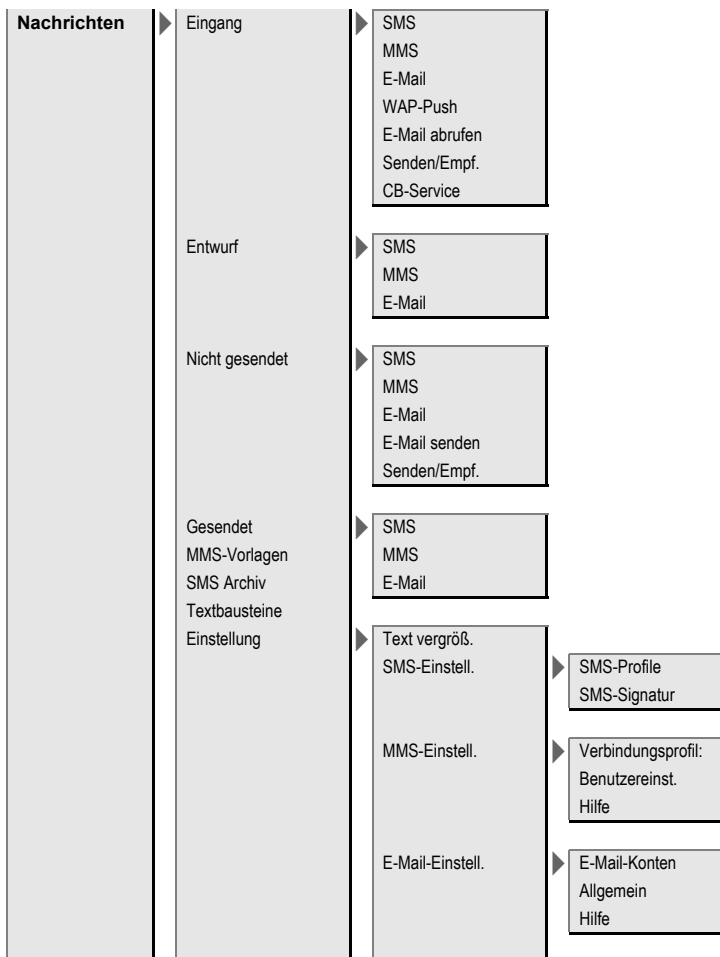 Nachrichten
Eingang
SMS
MMS
E-Mail
WAP-Push
E-Mail abrufen
Senden/Empf.
CB-Service
Entwurf
SMS
MMS
E-Mail
Nicht gesendet
SMS
MMS
E-Mail
E-Mail senden
Senden/Empf.
Gesendet
SMS
MMS
E-Mail
MMS-Vorlagen
SMS Archiv
Textbausteine
Einstellung
Text vergröß.
SMS-Einstell.
SMS-Profile
SMS-Signatur
MMS-Einstell.
Verbindungsprofil:
Benutzereinst.
Hilfe
E-Mail-Einstell.
E-Mail-Konten
Allgemein
Hilfe